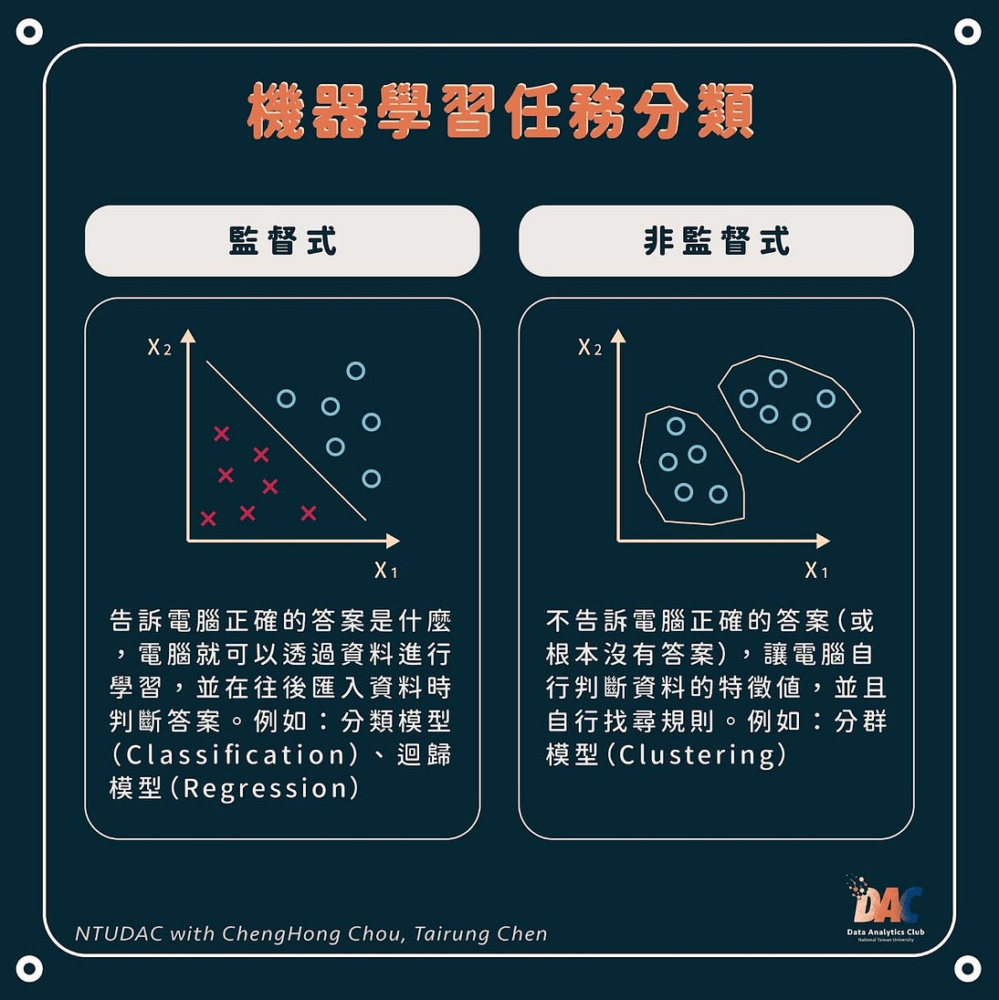 機器學習任務分類
監督式
X2
X1
告訴電腦正確的答案是什麼
，電腦就可以透過資料進行
學習，並在往後匯入資料時
判斷答案。例如：分類模型
（Classification）、迴歸
模型（Regression）
非監督式
X2
X1
不告訴電腦正確的答案（或
根本沒有答案），讓電腦自
行判斷資料的特徵值，並且
自行找尋規則。例如：分群
模型（Clustering）
NTUDAC with ChengHong Chou, Tairung Chen
DAC
Data Analytics Club
National Taiwan University